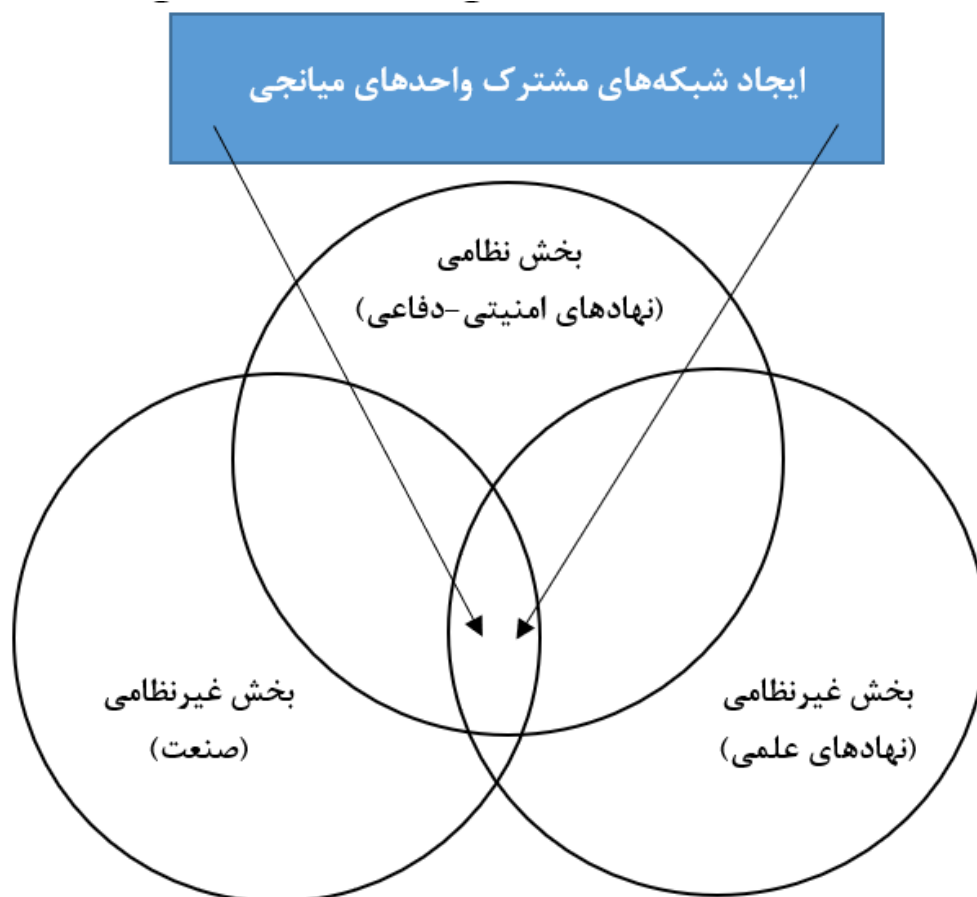 ایجاد شبکه‌های مشترک واحدهای میانجی
بخش نظامی
(نهادهای امنیتی-دفاعی)
بخش غیرنظامی
(نهادهای علمی)
بخش غیرنظامی
(صنعت)